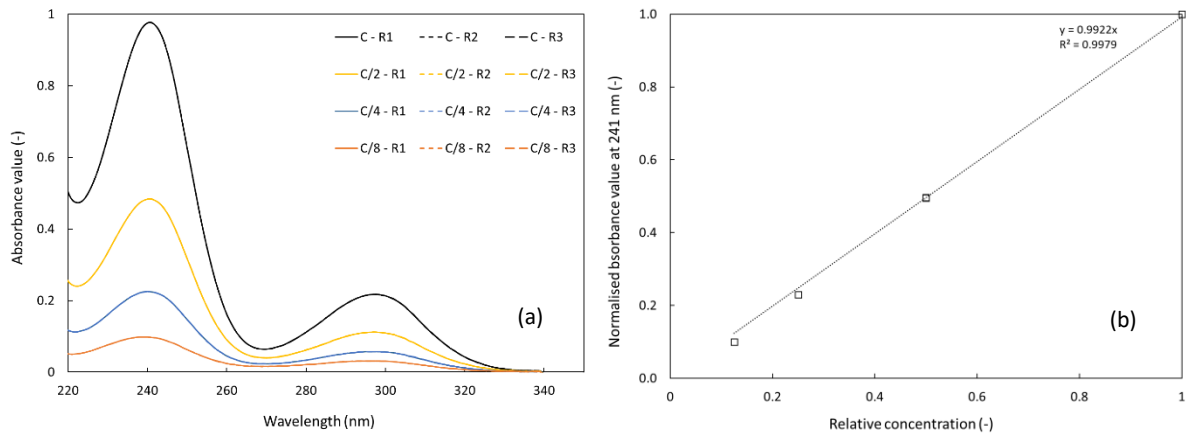 Absorbance value (-)
1
0.8
0.6
0.4
0.2
0
220 240 260 280 300 320 340
Wavelength (nm)
C - R1 C - R2 C - R3
C/2 - R1 C/2 - R2 C/2 - R3
C/4 - R1 C/4 - R2 C/4 - R3
C/8 - R1 C/8 - R2 C/8 - R3
(a)
Normalised bsorbance value at 241 nm (-)
1.0
0.8
0.6
0.4
0.2
0.0
0 0.2 0.4 0.6 0.8 1
Relative concentration (-)
y = 0.9922x
R² = 0.9979
(b)